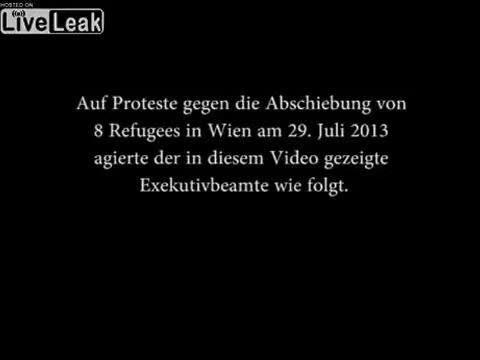 HOSTED ON
LiveLeak
Auf Proteste gegen die Abschiebung von
8 Refugees in Wien am 29. Juli 2013
agierte der in diesem Video gezeigte
Exekutivbeamte wie folgt.